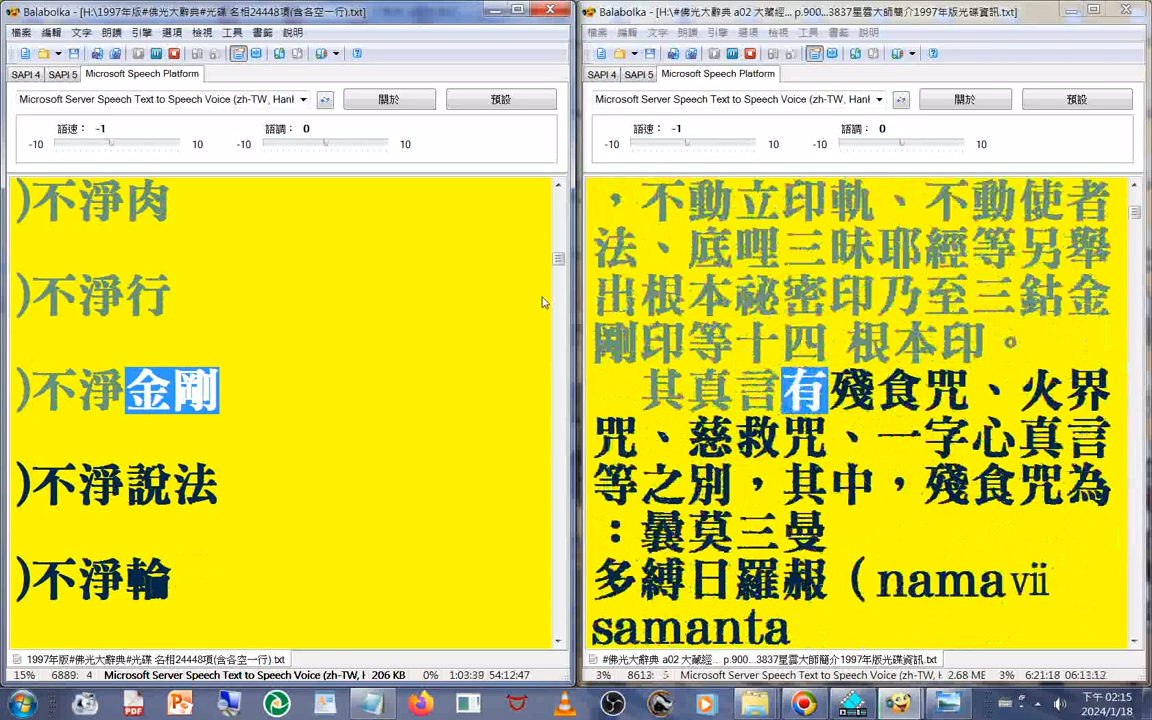 Balabolka - [H:\1997年版#佛光大辭典#光碟 名相24448項(含各空一行).txt]
檔案 編輯 文字 朗讀 引擎 選項 檢視 工具 書籤 說明
SAPI 4 SAPI 5 Microsoft Speech Platform
Microsoft Server Speech Text to Speech Voice (zh-TW, Hanl
關於 預設
語速： -1 語調： 0
-10 10 -10 10
)不淨肉
)不淨行
)不淨金剛
)不淨說法
)不淨輪
1997年版#佛光大辭典#光碟 名相24448項(含各空一行).txt
15% 6889: 4 Microsoft Server Speech Text to Speech Voice (zh-TW, H 206 KB 0% 1:03:39 54:12:47
Balabolka - [H:\#佛光大辭典 a02 大藏經... p.900...3837星雲大師簡介1997年版光碟資訊.txt]
檔案 編輯 文字 朗讀 引擎 選項 檢視 工具 書籤 說明
SAPI 4 SAPI 5 Microsoft Speech Platform
Microsoft Server Speech Text to Speech Voice (zh-TW, Hanl
關於 預設
語速： -1 語調： 0
-10 10 -10 10
，不動立印軌、不動使者
法、底哩三昧耶經等另舉
出根本祕密印乃至三鈷金
剛印等十四 根本印。
其真言有殘食咒、火界
咒、慈救咒、一字心真言
等之別，其中，殘食咒為
：曩莫三曼
多縛日羅赧（namaⅶ
samanta
#佛光大辭典 a02 大藏經... p.900...3837星雲大師簡介1997年版光碟資訊.txt
3% 8613: 5 Microsoft Server Speech Text to Speech Voice (zh-TW, 2.68 MB 3% 6:21:18 06:13:12
下午 02:15
2024/1/18